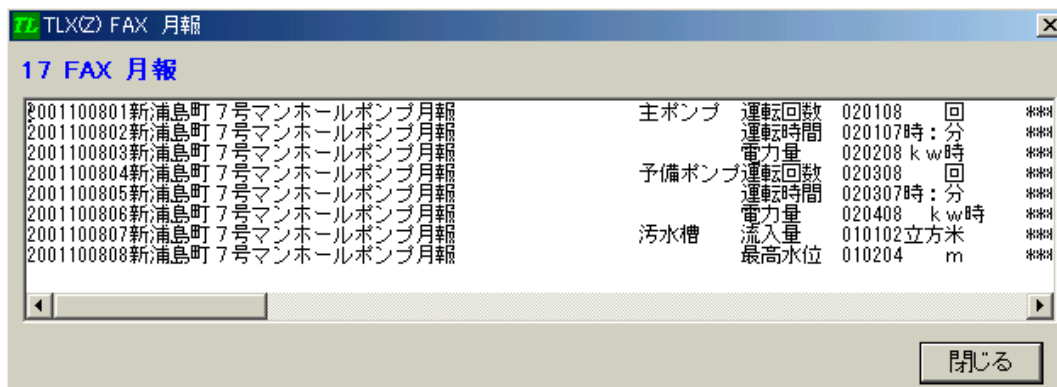 TL TLX(Z) FAX 月報
17 FAX 月報
2001100801新浦島町７号マンホールポンプ月報 主ポンプ 運転回数 020108 回 ***
2001100802新浦島町７号マンホールポンプ月報 運転時間 020107時：分 ***
2001100803新浦島町７号マンホールポンプ月報 電力量 020208ｋｗ時 ***
2001100804新浦島町７号マンホールポンプ月報 予備ポンプ運転回数 020308 回 ***
2001100805新浦島町７号マンホールポンプ月報 運転時間 020307時：分 ***
2001100806新浦島町７号マンホールポンプ月報 電力量 020408 ｋｗ時 ***
2001100807新浦島町７号マンホールポンプ月報 汚水槽 流入量 010102立方米 ***
2001100808新浦島町７号マンホールポンプ月報 最高水位 010204 ｍ ***
閉じる